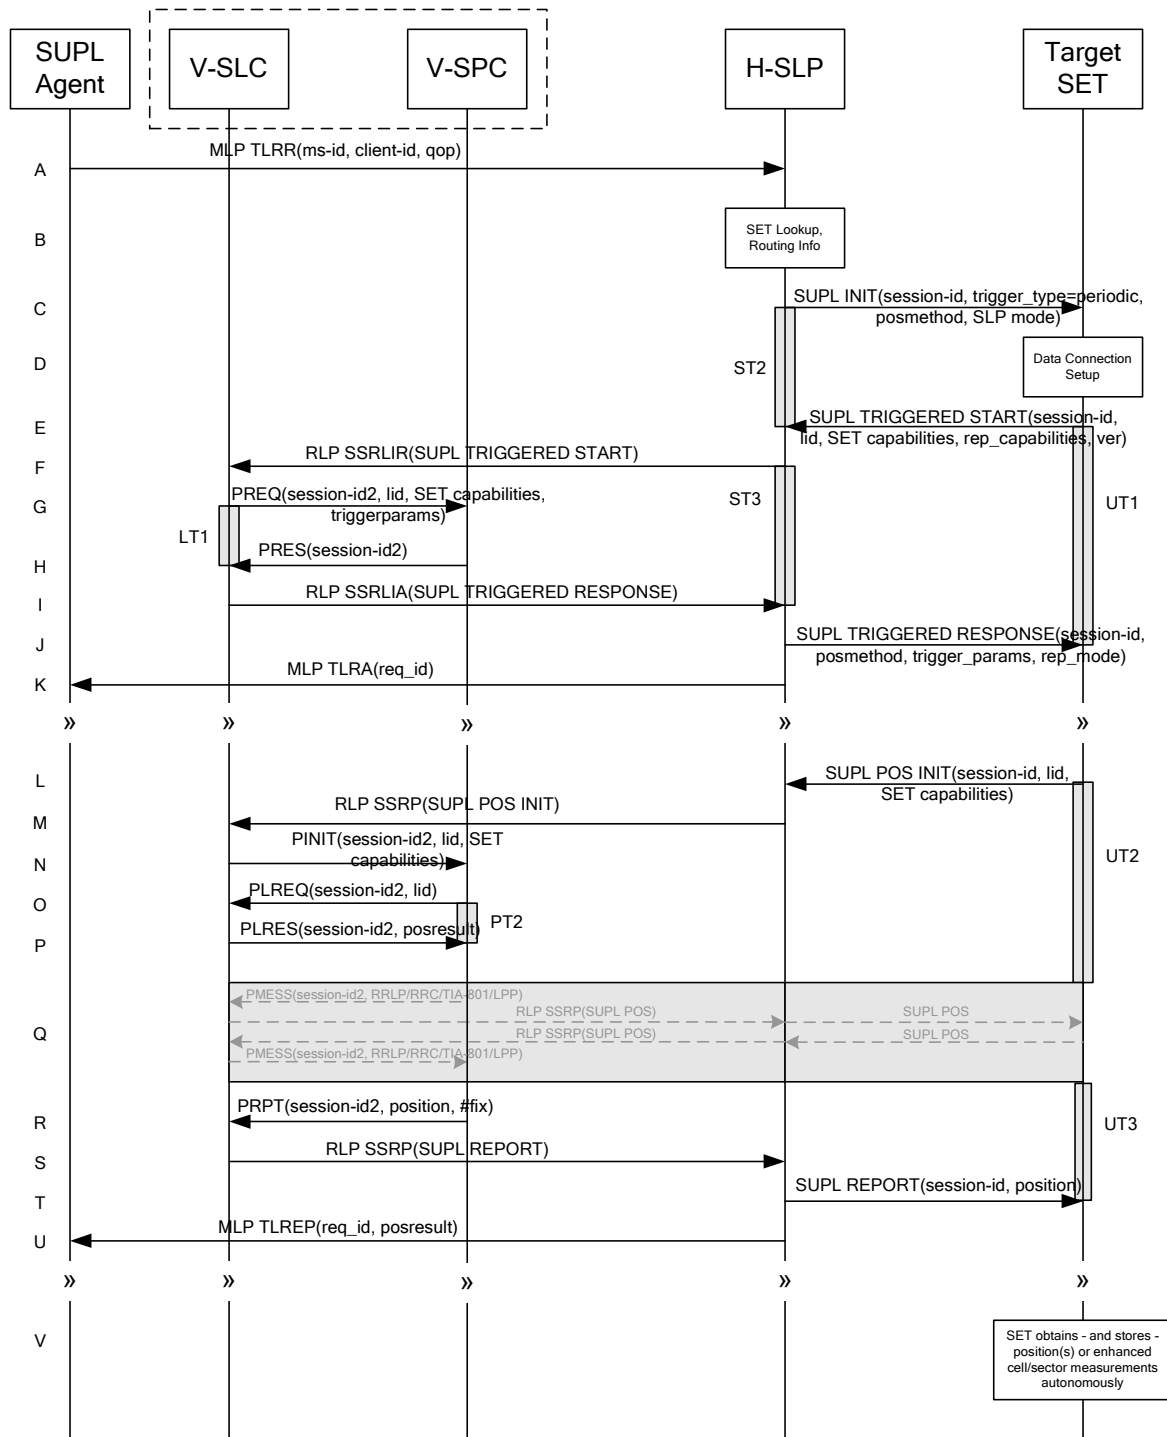 SUPL
Agent
V-SLC
V-SPC
H-SLP
Target
SET
MLP TLRR(ms-id, client-id, qop)
A
B
SET Lookup,
Routing Info
C
SUPL INIT(session-id, trigger_type=periodic,
posmethod, SLP mode)
D
ST2
Data Connection
Setup
E
SUPL TRIGGERED START(session-id,
lid, SET capabilities, rep_capabilities, ver)
F
RLP SSRLIR(SUPL TRIGGERED START)
G
PREQ(session-id2, lid, SET capabilities,
triggerparams)
ST3
UT1
LT1
H
PRES(session-id2)
I
RLP SSRLIA(SUPL TRIGGERED RESPONSE)
J
SUPL TRIGGERED RESPONSE(session-id,
posmethod, trigger_params, rep_mode)
K
MLP TLRA(req_id)
» » » » »
L
SUPL POS INIT(session-id, lid,
SET capabilities)
M
RLP SSRP(SUPL POS INIT)
N
PINIT(session-id2, lid, SET
capabilities)
UT2
O
PLREQ(session-id2, lid)
PT2
P
PLRES(session-id2, posresult)
PMESS(session-id2, RRLP/RRC/TIA-801/LPP)
RLP SSRP(SUPL POS)
SUPL POS
Q
RLP SSRP(SUPL POS)
SUPL POS
PMESS(session-id2, RRLP/RRC/TIA-801/LPP)
R
PRPT(session-id2, position, #fix)
UT3
S
RLP SSRP(SUPL REPORT)
T
SUPL REPORT(session-id, position)
U
MLP TLREP(req_id, posresult)
» » » » »
V
SET obtains - and stores -
position(s) or enhanced
cell/sector measurements
autonomously